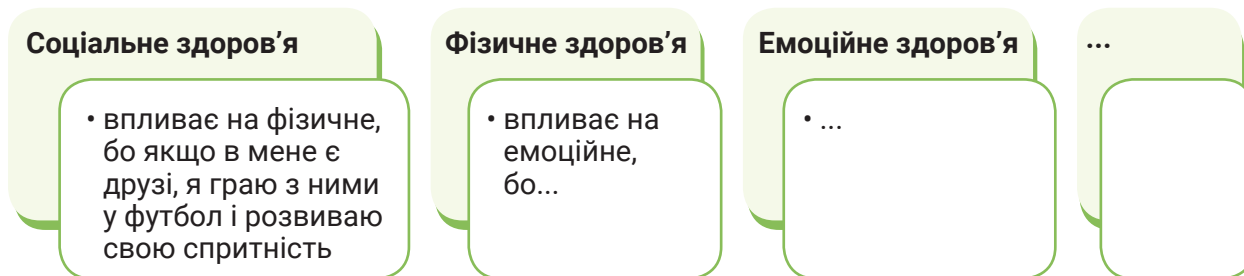 Соціальне здоров’я
• впливає на фізичне,
бо якщо в мене є
друзі, я граю з ними
у футбол і розвиваю
свою спритність
Фізичне здоров’я
• впливає на
емоційне,
бо...
Емоційне здоров’я
• ...
...